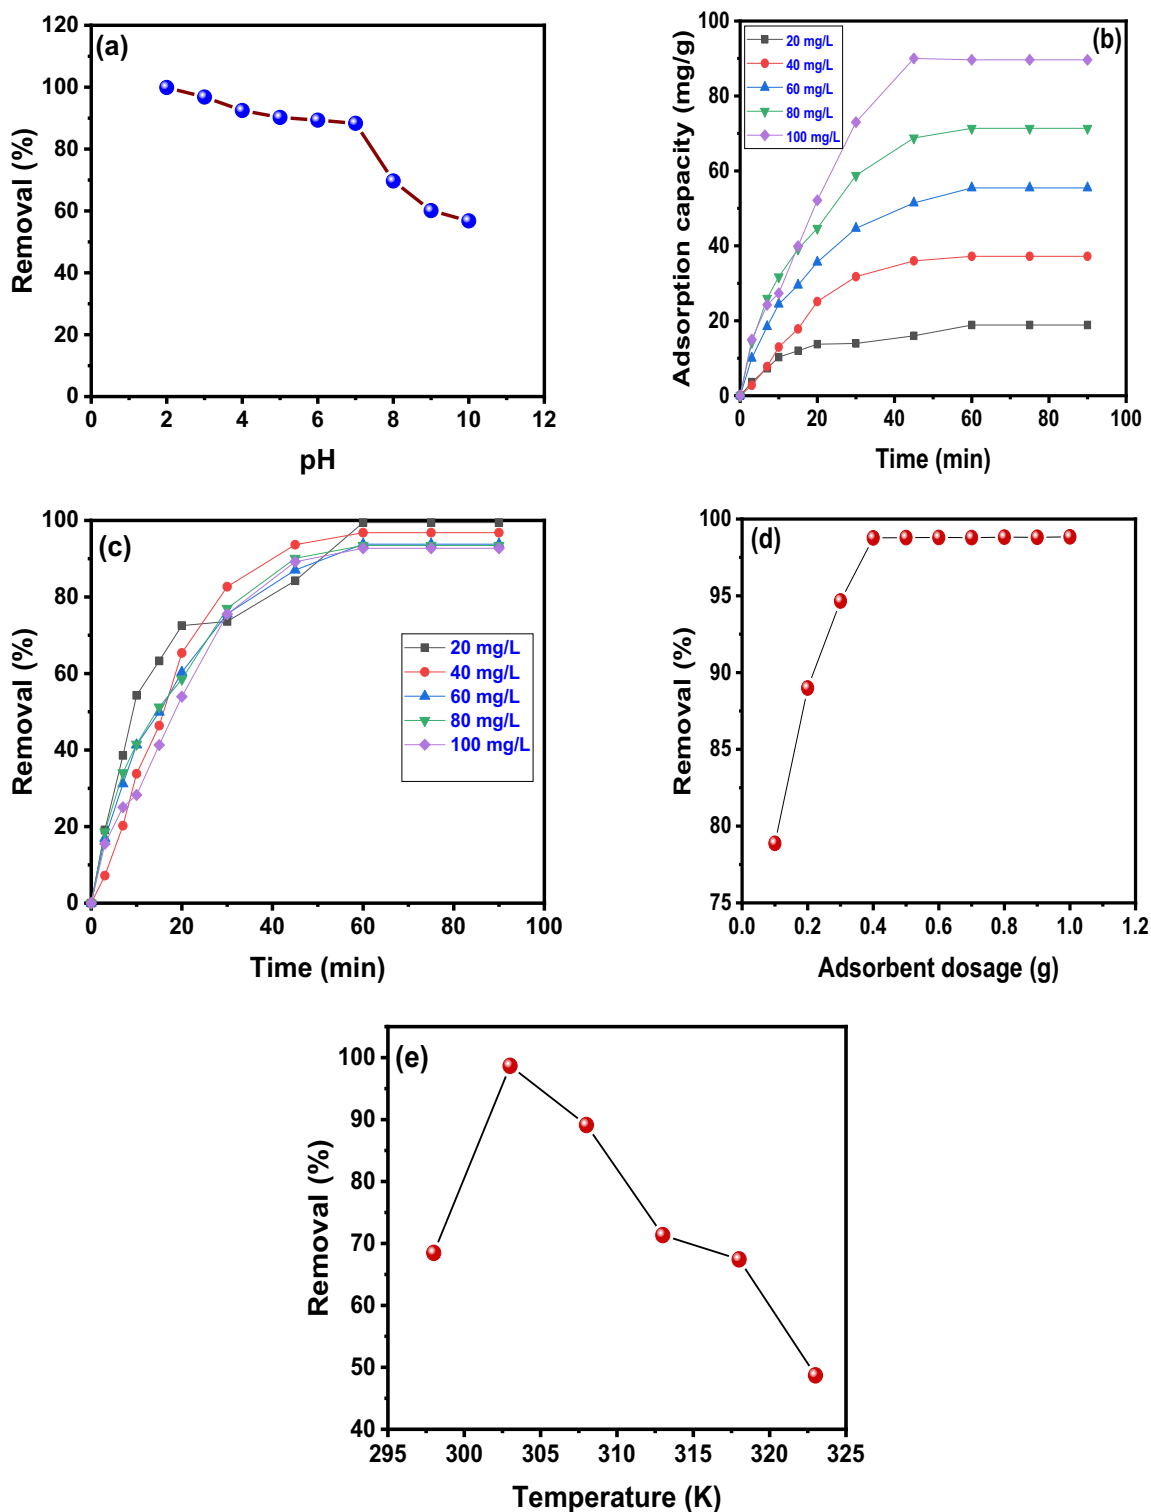 (a)
Removal (%)
120
100
80
60
40
20
0
0 2 4 6 8 10 12
pH
(b)
20 mg/L
40 mg/L
60 mg/L
80 mg/L
100 mg/L
Adsorption capacity (mg/g)
100
80
60
40
20
0
0 20 40 60 80 100
Time (min)
(c)
Removal (%)
100
80
60
40
20
0
20 mg/L
40 mg/L
60 mg/L
80 mg/L
100 mg/L
0 20 40 60 80 100
Time (min)
(d)
Removal (%)
100
95
90
85
80
75
0.0 0.2 0.4 0.6 0.8 1.0 1.2
Adsorbent dosage (g)
(e)
Removal (%)
100
90
80
70
60
50
40
295 300 305 310 315 320 325
Temperature (K)